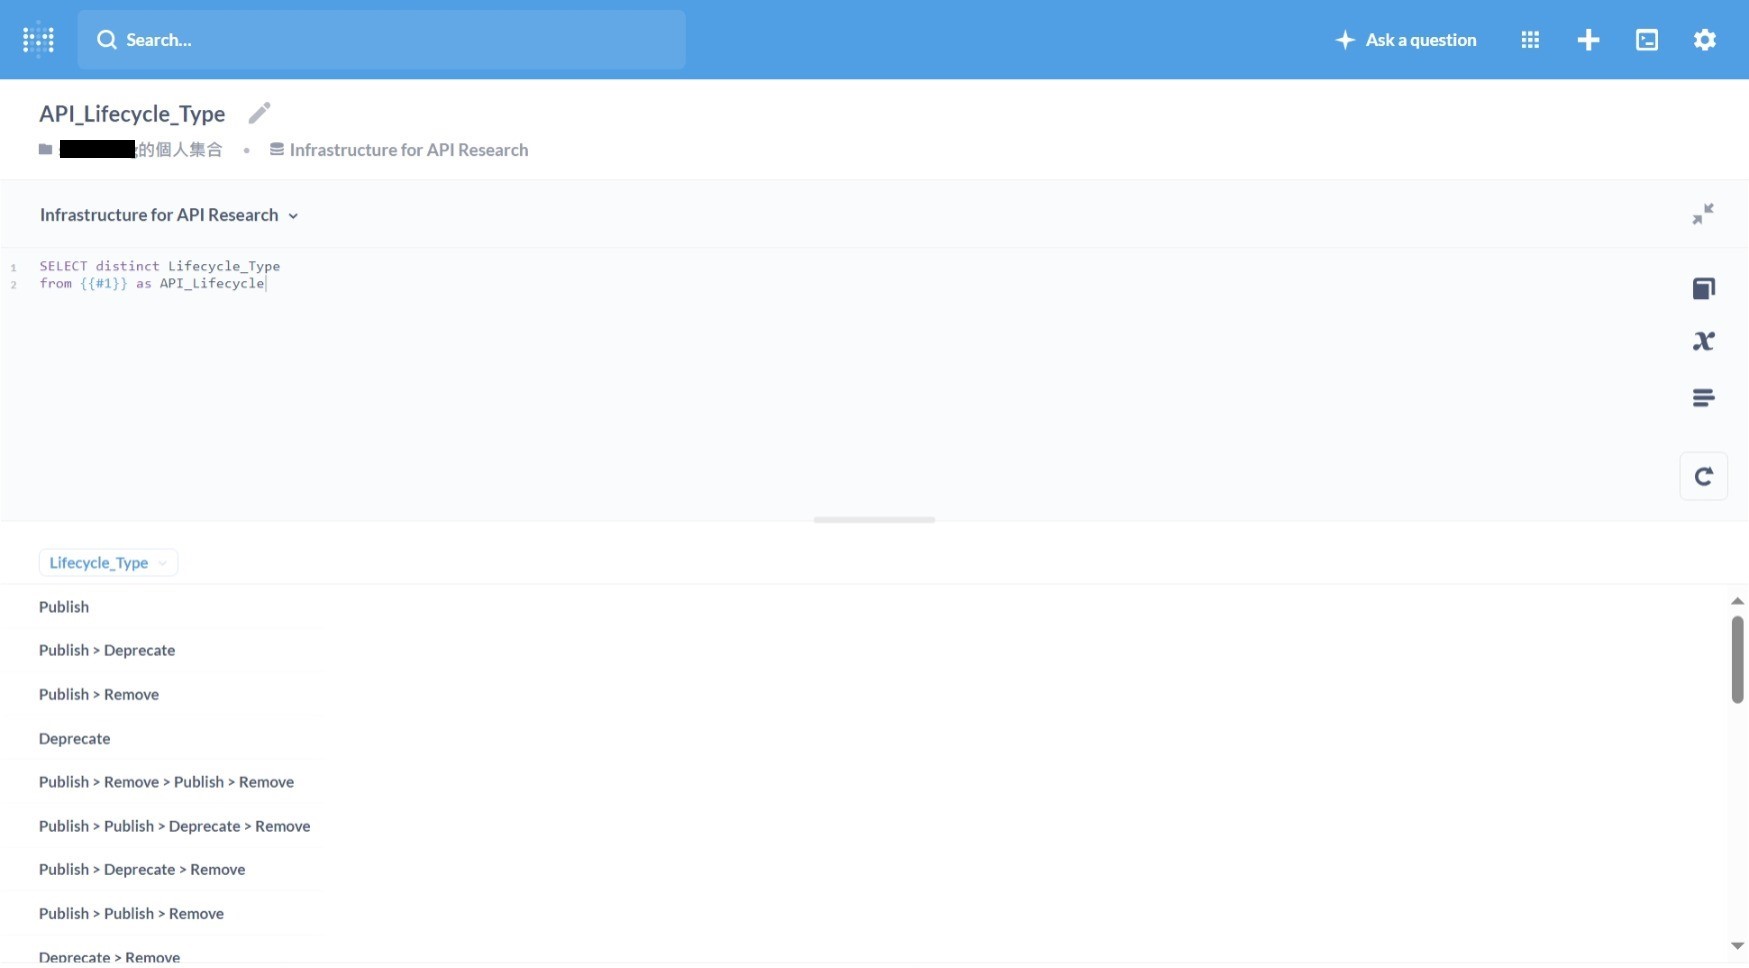 Search...
Ask a question
API_Lifecycle_Type
的個人集合 • Infrastructure for API Research
Infrastructure for API Research
1 SELECT distinct Lifecycle_Type
2 from {{#1}} as API_Lifecycle
Lifecycle_Type
Publish
Publish > Deprecate
Publish > Remove
Deprecate
Publish > Remove > Publish > Remove
Publish > Publish > Deprecate > Remove
Publish > Deprecate > Remove
Publish > Publish > Remove
Deprecate > Remove